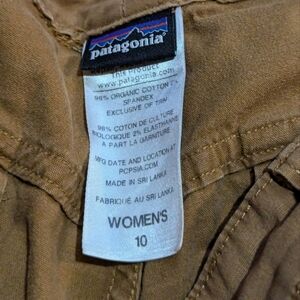 patagonia
This Product
www.patagonia.com
98% ORGANIC COTTON 2%
SPANDEX
EXCLUSIVE OF TRIM
98% COTON DE CULTURE
BIOLOGIQUE 2% ELASTHANNE
A PART LA GARNITURE
MFG DATE AND LOCATION AT
PCPSIA.COM
MADE IN SRI LANKA
FABRIQUÉ AU SRI LANKA
WOMEN'S
10